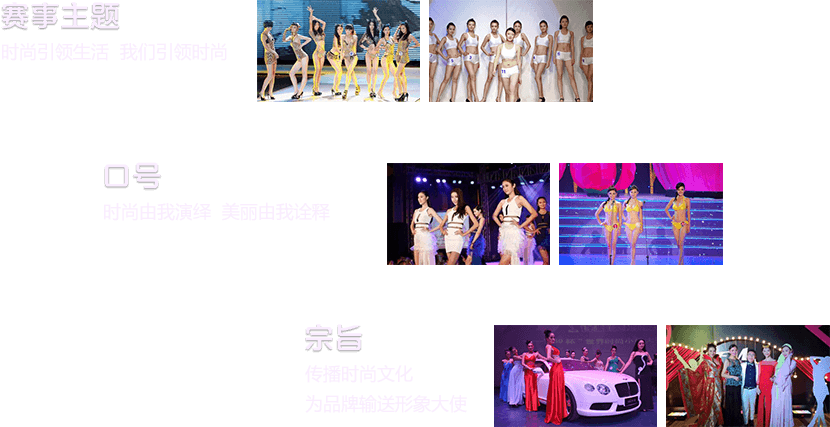 赛事主题
时尚引领生活 我们引领时尚
口号
时尚由我演绎 美丽由我诠释
宗旨
传播时尚文化
为品牌输送形象大使